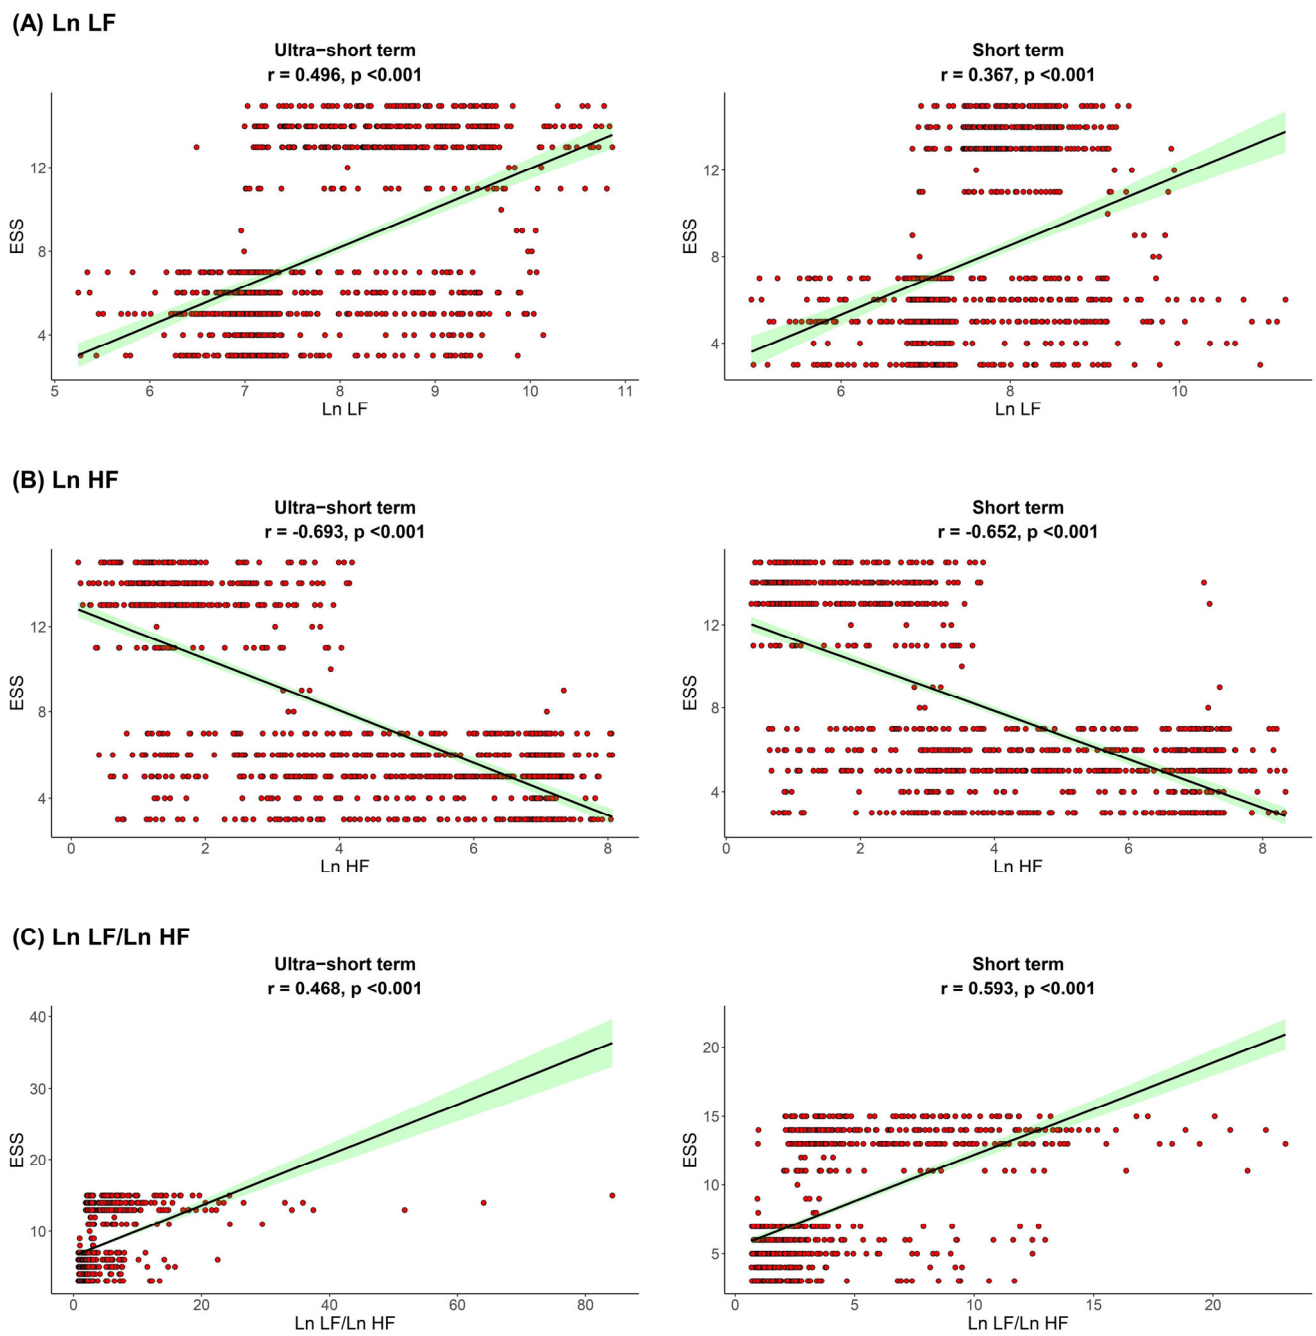 (A) Ln LF
Ultra−short term
r = 0.496, p <0.001
ESS
12
8
4
5 6 7 8 9 10 11
Ln LF
Short term
r = 0.367, p <0.001
ESS
12
8
4
6 8 10
Ln LF
(B) Ln HF
Ultra−short term
r = -0.693, p <0.001
ESS
12
8
4
0 2 4 6 8
Ln HF
Short term
r = -0.652, p <0.001
ESS
12
8
4
0 2 4 6 8
Ln HF
(C) Ln LF/Ln HF
Ultra−short term
r = 0.468, p <0.001
ESS
40
30
20
10
0 20 40 60 80
Ln LF/Ln HF
Short term
r = 0.593, p <0.001
ESS
20
15
10
5
0 5 10 15 20
Ln LF/Ln HF